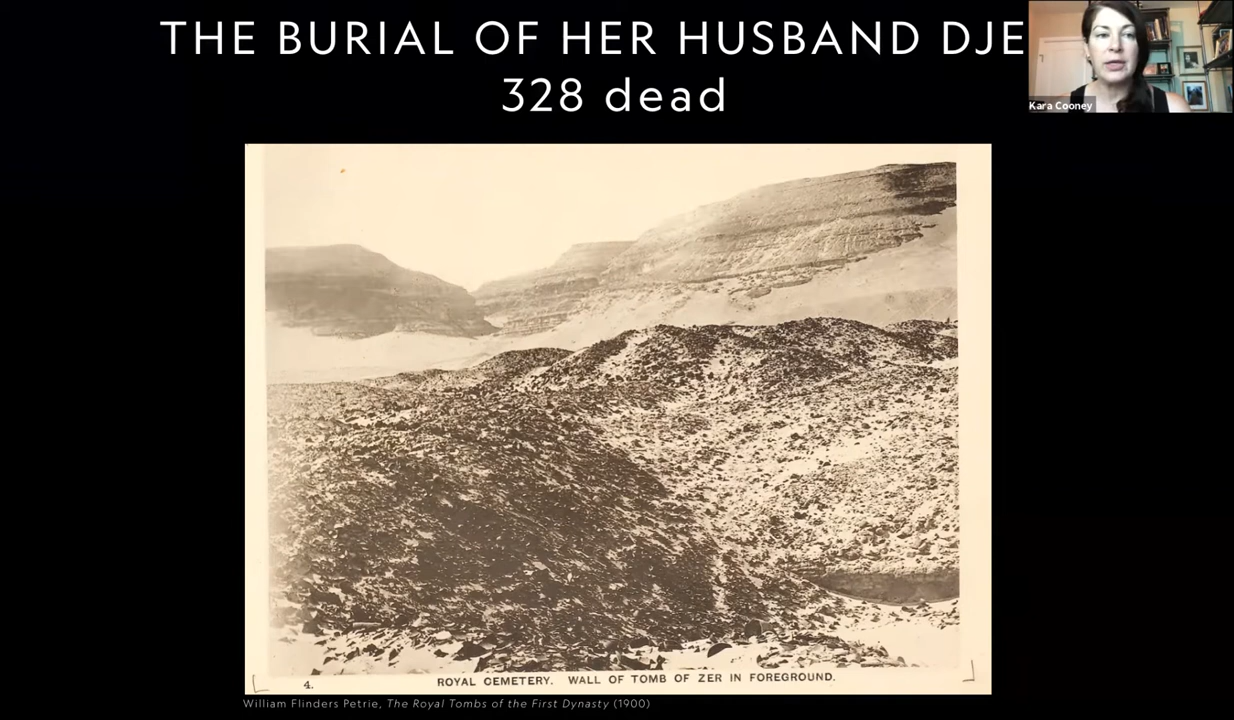 THE BURIAL OF HER HUSBAND DJE
328 dead
Kara Cooney
4.
ROYAL CEMETERY. WALL OF TOMB OF ZER IN FOREGROUND.
William Flinders Petrie, The Royal Tombs of the First Dynasty (1900)